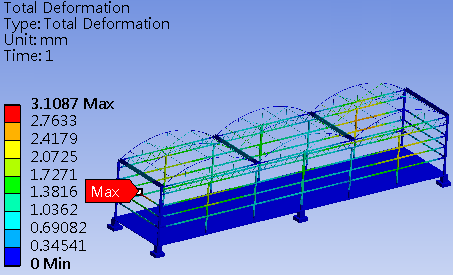 Total Deformation
Type: Total Deformation
Unit: mm
Time: 1
3.1087 Max
2.7633
2.4179
2.0725
1.7271
1.3816
1.0362
0.69082
0.34541
0 Min
Max